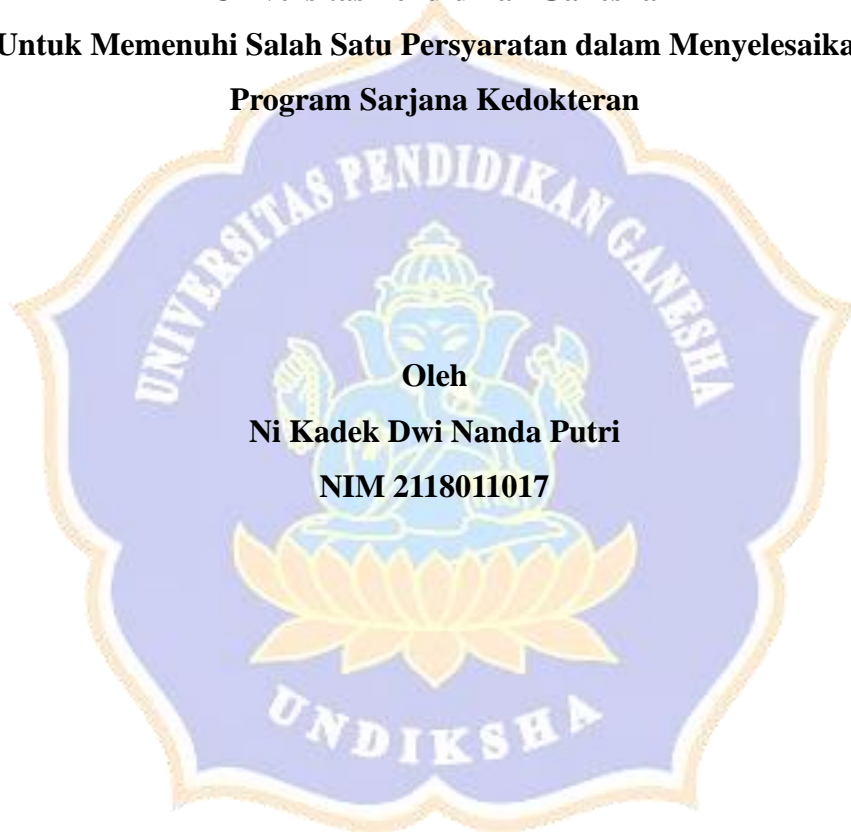 Untuk Memenuhi Salah Satu Persyaratan dalam Menyelesaika
Program Sarjana Kedokteran
UNIVERSITAS PENDIDIKAN GANESHA
Oleh
Ni Kadek Dwi Nanda Putri
NIM 2118011017
UNDIKSHA